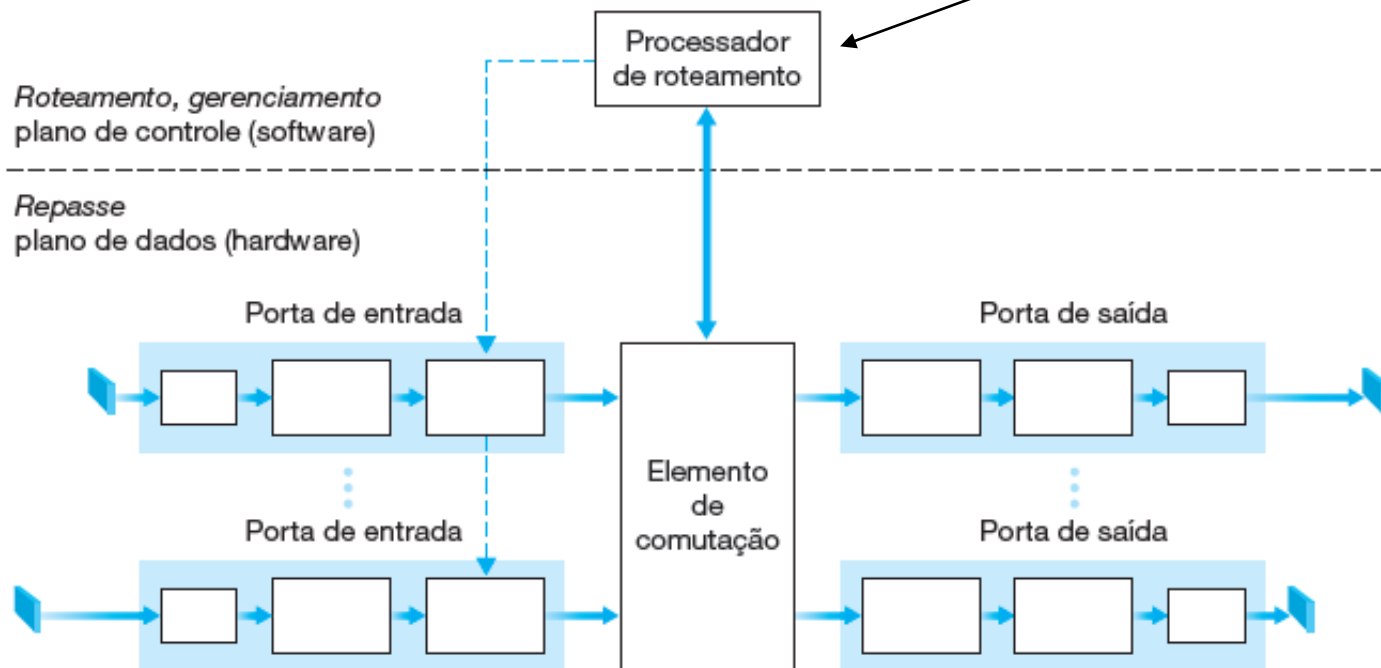 Processador
de roteamento
Roteamento, gerenciamento
plano de controle (software)
Repasse
plano de dados (hardware)
Porta de entrada
Porta de saída
Elemento
de
comutação
Porta de entrada
Porta de saída